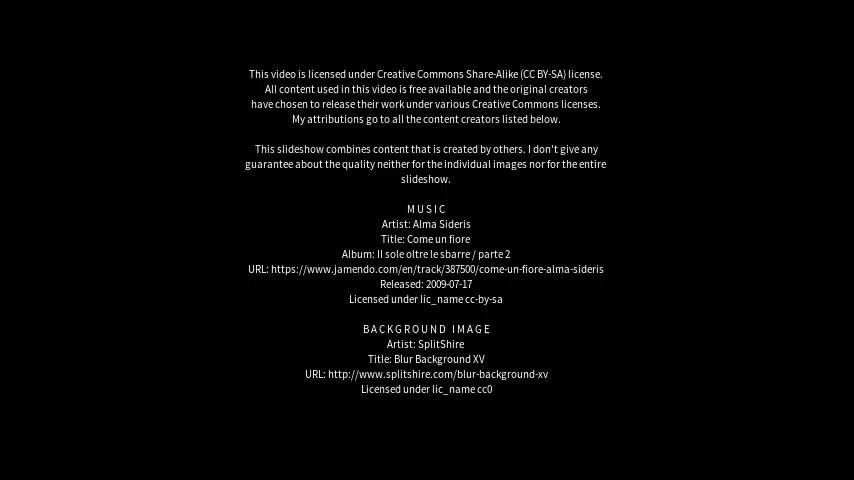 This video is licensed under Creative Commons Share-Alike (CC BY-SA) license.
All content used in this video is free available and the original creators
have chosen to release their work under various Creative Commons licenses.
My attributions go to all the content creators listed below.
This slideshow combines content that is created by others. I don't give any
guarantee about the quality neither for the individual images nor for the entire
slideshow.
MUSIC
Artist: Alma Sideris
Title: Come un fiore
Album: Il sole oltre le sbarre / parte 2
URL: https://www.jamendo.com/en/track/387500/come-un-fiore-alma-sideris
Released: 2009-07-17
Licensed under lic_name cc-by-sa
BACKGROUND IMAGE
Artist: SplitShire
Title: Blur Background XV
URL: http://www.splitshire.com/blur-background-xv
Licensed under lic_name cc0